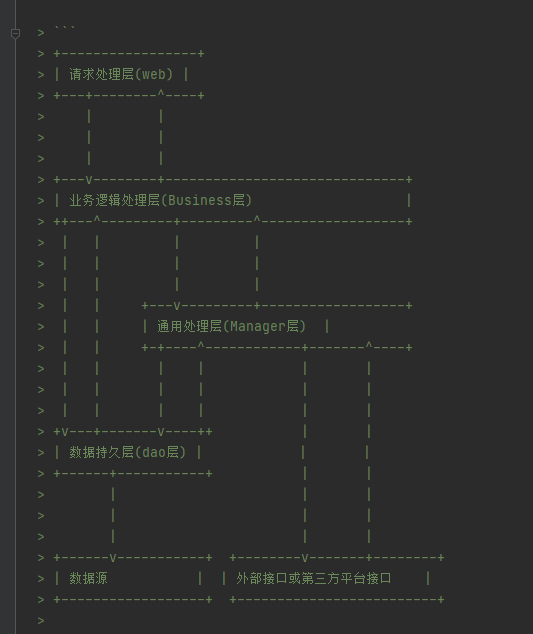 > ```
> +-----------------+
> | 请求处理层(web) |
> +---+--------^----+
>     |        |
>     |        |
>     |        |
> +---v--------+------------------------------+
> | 业务逻辑处理层(Business层)                   |
> ++---^---------+---------^------------------+
>  |   |         |         |
>  |   |         |         |
>  |   |         |         |
>  |   |     +---v---------+------------------+
>  |   |     | 通用处理层(Manager层)  |
>  |   |     +-+----^------------+-------^----+
>  |   |       |    |            |       |
>  |   |       |    |            |       |
>  |   |       |    |            |       |
> +v---+-------v----++           |       |
> | 数据持久层(dao层) |            |       |
> +------+-----------+           |       |
>        |                       |       |
>        |                       |       |
>        |                       |       |
> +------v-----------+  +--------v-------+--------+
> | 数据源           |  | 外部接口或第三方平台接口    |
> +------------------+  +-------------------------+
>